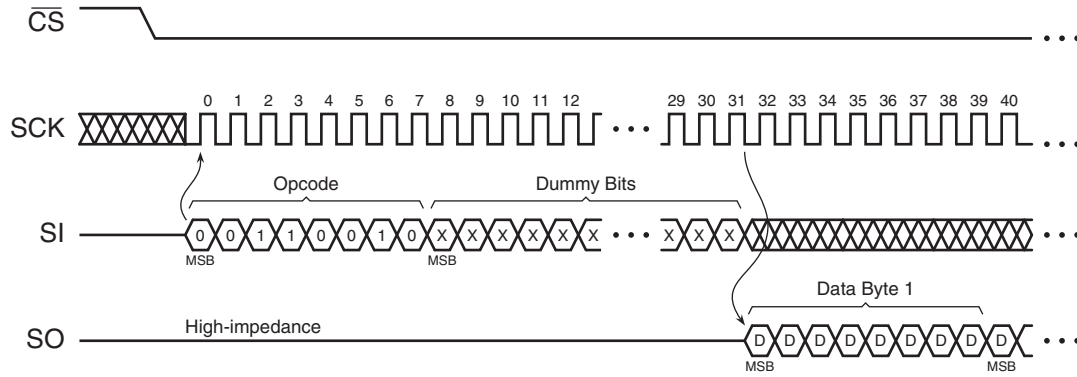 CS
0 1 2 3 4 5 6 7 8 9 10 11 12 29 30 31 32 33 34 35 36 37 38 39 40
SCK
Opcode Dummy Bits
SI 0 0 1 1 0 0 1 0 X X X X X X X X X
MSB MSB
Data Byte 1
High-impedance
SO D D D D D D D D D
MSB MSB